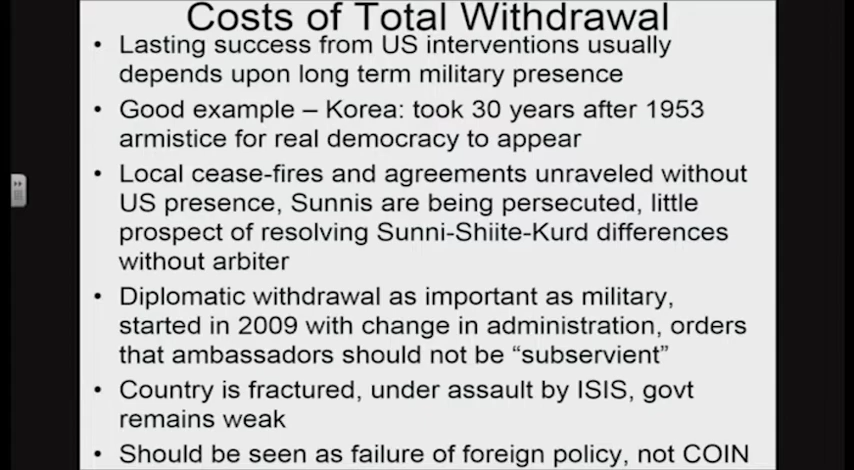 Costs of Total Withdrawal
• Lasting success from US interventions usually
depends upon long term military presence
• Good example – Korea: took 30 years after 1953
armistice for real democracy to appear
• Local cease-fires and agreements unraveled without
US presence, Sunnis are being persecuted, little
prospect of resolving Sunni-Shiite-Kurd differences
without arbiter
• Diplomatic withdrawal as important as military,
started in 2009 with change in administration, orders
that ambassadors should not be “subservient”
• Country is fractured, under assault by ISIS, govt
remains weak
• Should be seen as failure of foreign policy, not COIN